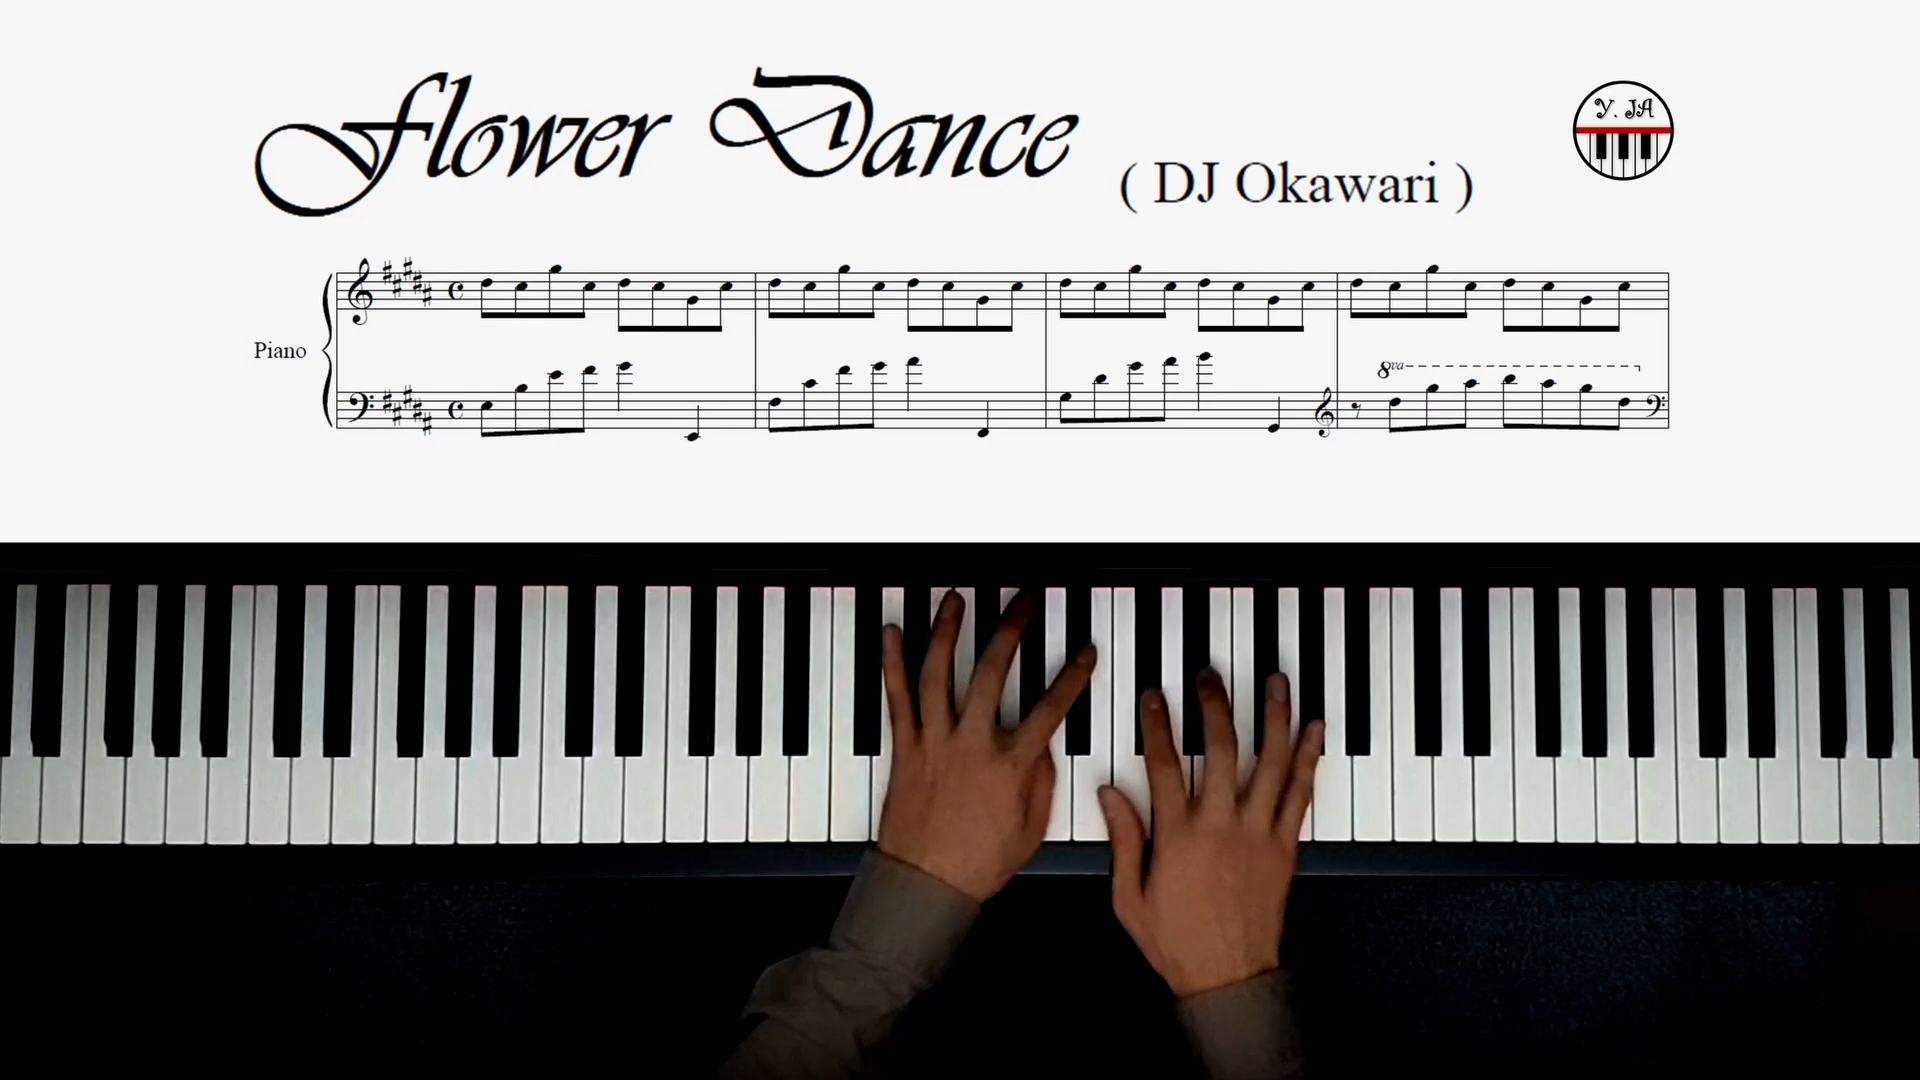 Flower Dance
( DJ Okawari )
Y. JA
Piano
8va